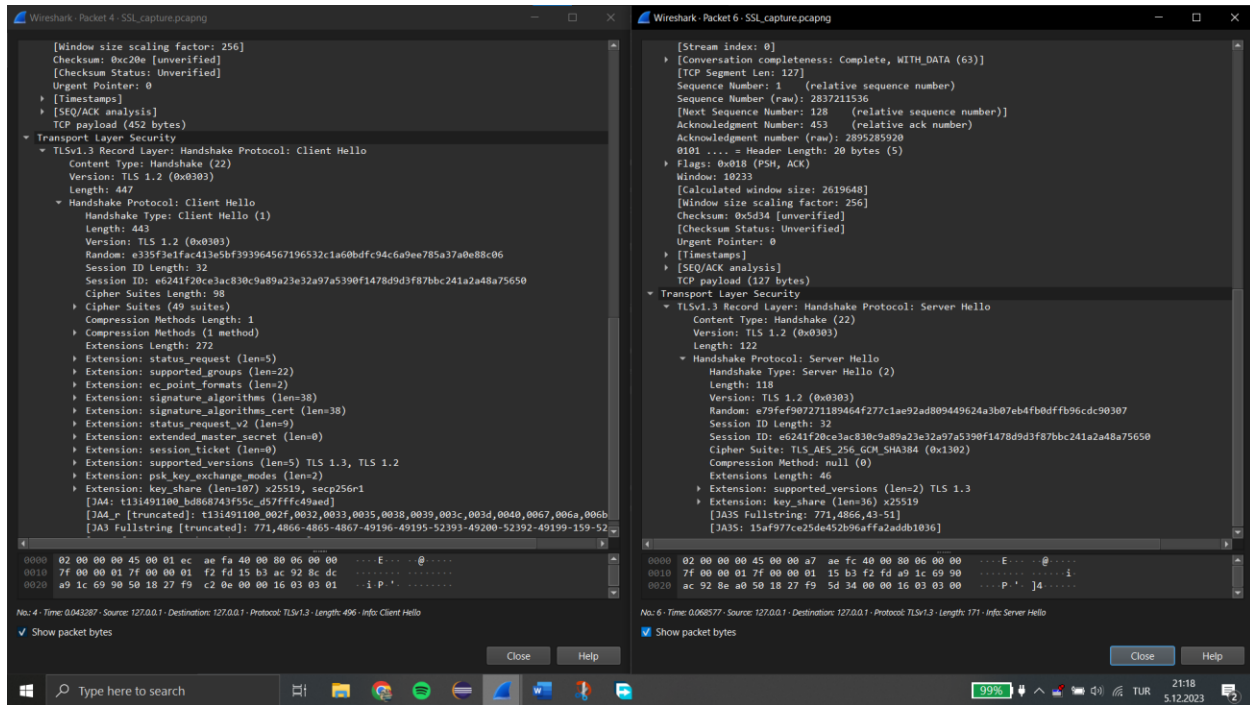 Wireshark · Packet 4 · SSL_capture.pcapng
[Window size scaling factor: 256]
Checksum: 0xc20e [unverified]
[Checksum Status: Unverified]
Urgent Pointer: 0
[Timestamps]
[SEQ/ACK analysis]
TCP payload (452 bytes)
Transport Layer Security
TLSv1.3 Record Layer: Handshake Protocol: Client Hello
Content Type: Handshake (22)
Version: TLS 1.2 (0x0303)
Length: 447
Handshake Protocol: Client Hello
Handshake Type: Client Hello (1)
Length: 443
Version: TLS 1.2 (0x0303)
Random: e335f3e1fac413e5bf393964567196532c1a60bdfc94c6a9ee785a37a0e88c06
Session ID Length: 32
Session ID: e6241f20ce3ac830c9a89a23e32a97a5390f1478d9d3f87bbc241a2a48a75650
Cipher Suites Length: 98
Cipher Suites (49 suites)
Compression Methods Length: 1
Compression Methods (1 method)
Extensions Length: 272
Extension: status_request (len=5)
Extension: supported_groups (len=22)
Extension: ec_point_formats (len=2)
Extension: signature_algorithms (len=38)
Extension: signature_algorithms_cert (len=38)
Extension: status_request_v2 (len=9)
Extension: extended_master_secret (len=0)
Extension: session_ticket (len=0)
Extension: supported_versions (len=5) TLS 1.3, TLS 1.2
Extension: psk_key_exchange_modes (len=2)
Extension: key_share (len=107) x25519, secp256r1
[JA4: t13i491100_bd868743f55c_d57fffc49aed]
[JA4_r [truncated]: t13i491100_002f,0032,0033,0035,0038,0039,003c,003d,0040,0067,006a,006b
[JA3 Fullstring [truncated]: 771,4866-4865-4867-49196-49195-52393-49200-52392-49199-159-52
0000 02 00 00 00 45 00 01 ec ae fa 40 00 80 06 00 00 ····E··· ··@·····
0010 7f 00 00 01 7f 00 00 01 f2 fd 15 b3 ac 92 8c dc ········ ········
0020 a9 1c 69 90 50 18 27 f9 c2 0e 00 00 16 03 03 01 ··i·P·'· ········
No.: 4 · Time: 0.043287 · Source: 127.0.0.1 · Destination: 127.0.0.1 · Protocol: TLSv1.3 · Length: 496 · Info: Client Hello
Show packet bytes
Close Help
Wireshark · Packet 6 · SSL_capture.pcapng
[Stream index: 0]
[Conversation completeness: Complete, WITH_DATA (63)]
[TCP Segment Len: 127]
Sequence Number: 1 (relative sequence number)
Sequence Number (raw): 2837211536
[Next Sequence Number: 128 (relative sequence number)]
Acknowledgment Number: 453 (relative ack number)
Acknowledgment number (raw): 2895285920
0101 .... = Header Length: 20 bytes (5)
Flags: 0x018 (PSH, ACK)
Window: 10233
[Calculated window size: 2619648]
[Window size scaling factor: 256]
Checksum: 0x5d34 [unverified]
[Checksum Status: Unverified]
Urgent Pointer: 0
[Timestamps]
[SEQ/ACK analysis]
TCP payload (127 bytes)
Transport Layer Security
TLSv1.3 Record Layer: Handshake Protocol: Server Hello
Content Type: Handshake (22)
Version: TLS 1.2 (0x0303)
Length: 122
Handshake Protocol: Server Hello
Handshake Type: Server Hello (2)
Length: 118
Version: TLS 1.2 (0x0303)
Random: e79fef907271189464f277c1ae92ad809449624a3b07eb4fb0dffb96cdc90307
Session ID Length: 32
Session ID: e6241f20ce3ac830c9a89a23e32a97a5390f1478d9d3f87bbc241a2a48a75650
Cipher Suite: TLS_AES_256_GCM_SHA384 (0x1302)
Compression Method: null (0)
Extensions Length: 46
Extension: supported_versions (len=2) TLS 1.3
Extension: key_share (len=36) x25519
[JA3S Fullstring: 771,4866,43-51]
[JA3S: 15af977ce25de452b96affa2addb1036]
0000 02 00 00 00 45 00 00 a7 ae fc 40 00 80 06 00 00 ····E··· ··@·····
0010 7f 00 00 01 7f 00 00 01 15 b3 f2 fd a9 1c 69 90 ········ ······i·
0020 ac 92 8e a0 50 18 27 f9 5d 34 00 00 16 03 03 00 ····P·'· ]4······
No.: 6 · Time: 0.068577 · Source: 127.0.0.1 · Destination: 127.0.0.1 · Protocol: TLSv1.3 · Length: 171 · Info: Server Hello
Show packet bytes
Close Help
Type here to search
99%
TUR
21:18
5.12.2023
2